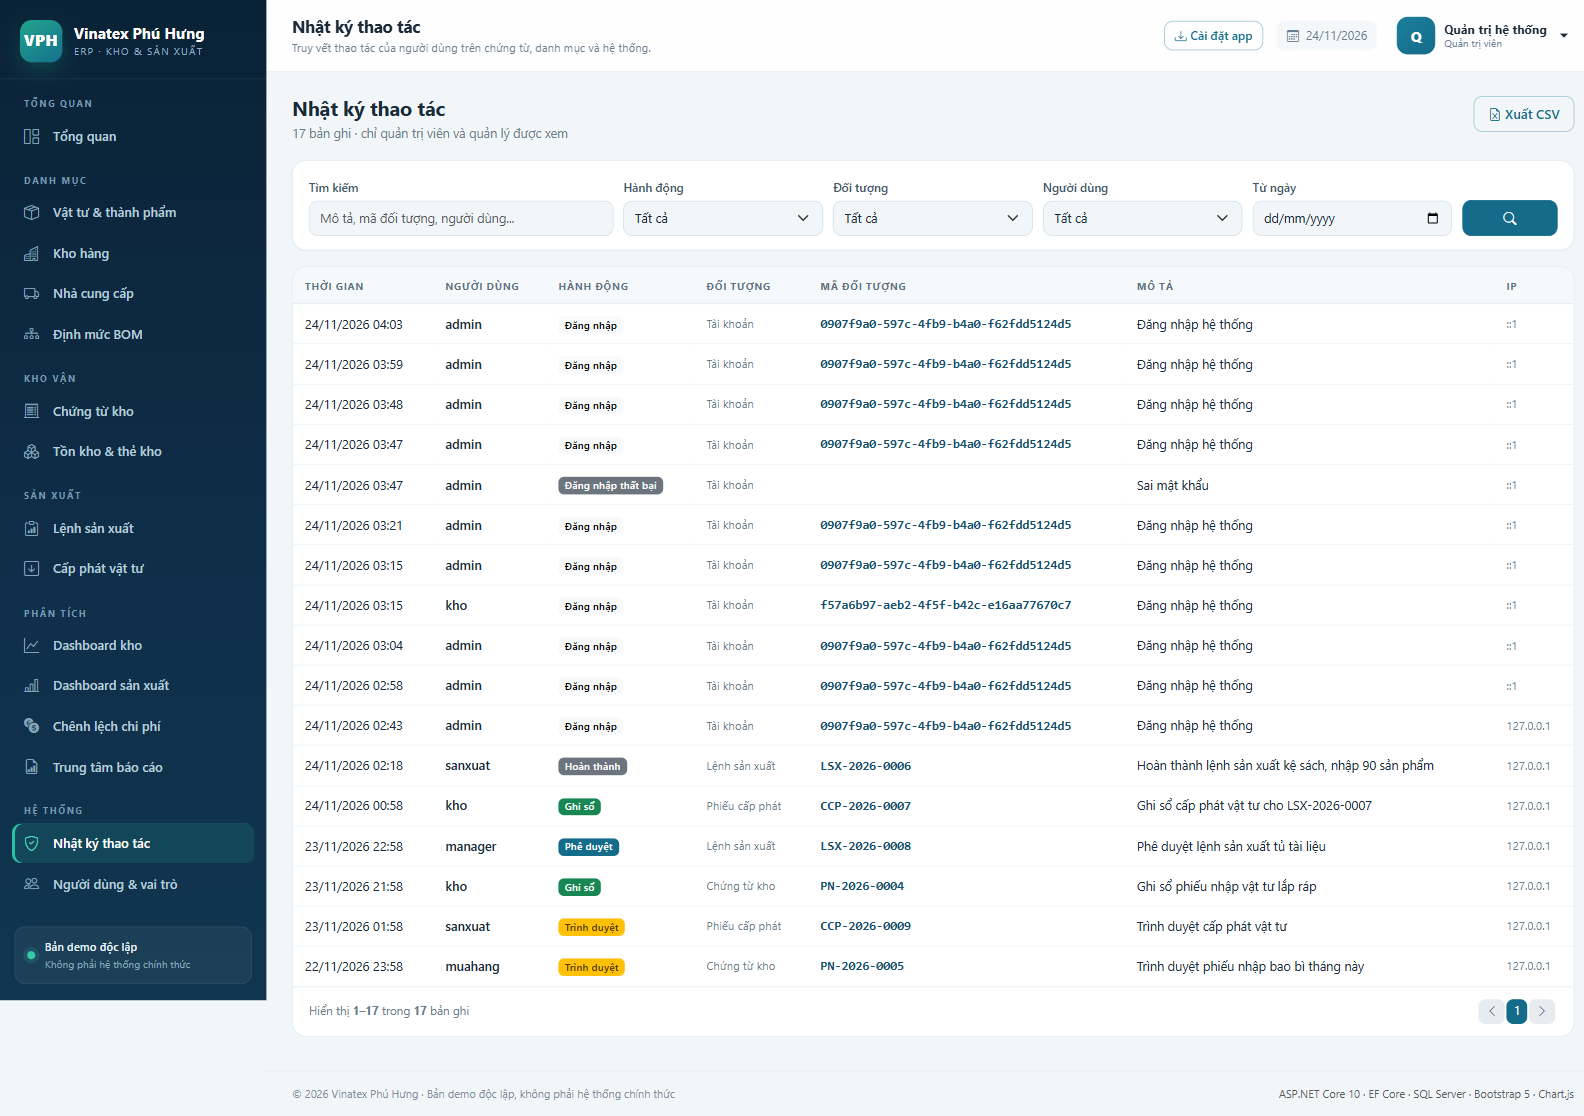 VPH
Vinatex Phú Hưng
ERP · KHO & SẢN XUẤT
TỔNG QUAN
Tổng quan
DANH MỤC
Vật tư & thành phẩm
Kho hàng
Nhà cung cấp
Định mức BOM
KHO VẬN
Chứng từ kho
Tồn kho & thẻ kho
SẢN XUẤT
Lệnh sản xuất
Cấp phát vật tư
PHÂN TÍCH
Dashboard kho
Dashboard sản xuất
Chênh lệch chi phí
Trung tâm báo cáo
HỆ THỐNG
Nhật ký thao tác
Người dùng & vai trò
Bản demo độc lập
Không phải hệ thống chính thức
Nhật ký thao tác
Truy vết thao tác của người dùng trên chứng từ, danh mục và hệ thống.
Cài đặt app
24/11/2026
Q
Quản trị hệ thống
Quản trị viên
Nhật ký thao tác
17 bản ghi · chỉ quản trị viên và quản lý được xem
Xuất CSV
Tìm kiếm Hành động Đối tượng Người dùng Từ ngày
Mô tả, mã đối tượng, người dùng... Tất cả Tất cả Tất cả dd/mm/yyyy
THỜI GIAN NGƯỜI DÙNG HÀNH ĐỘNG ĐỐI TƯỢNG MÃ ĐỐI TƯỢNG MÔ TẢ IP
24/11/2026 04:03 admin Đăng nhập Tài khoản 0907f9a0-597c-4fb9-b4a0-f62fdd5124d5 Đăng nhập hệ thống ::1
24/11/2026 03:59 admin Đăng nhập Tài khoản 0907f9a0-597c-4fb9-b4a0-f62fdd5124d5 Đăng nhập hệ thống ::1
24/11/2026 03:48 admin Đăng nhập Tài khoản 0907f9a0-597c-4fb9-b4a0-f62fdd5124d5 Đăng nhập hệ thống ::1
24/11/2026 03:47 admin Đăng nhập Tài khoản 0907f9a0-597c-4fb9-b4a0-f62fdd5124d5 Đăng nhập hệ thống ::1
24/11/2026 03:47 admin Đăng nhập thất bại Tài khoản Sai mật khẩu ::1
24/11/2026 03:21 admin Đăng nhập Tài khoản 0907f9a0-597c-4fb9-b4a0-f62fdd5124d5 Đăng nhập hệ thống ::1
24/11/2026 03:15 admin Đăng nhập Tài khoản 0907f9a0-597c-4fb9-b4a0-f62fdd5124d5 Đăng nhập hệ thống ::1
24/11/2026 03:15 kho Đăng nhập Tài khoản f57a6b97-aeb2-4f5f-b42c-e16aa77670c7 Đăng nhập hệ thống ::1
24/11/2026 03:04 admin Đăng nhập Tài khoản 0907f9a0-597c-4fb9-b4a0-f62fdd5124d5 Đăng nhập hệ thống ::1
24/11/2026 02:58 admin Đăng nhập Tài khoản 0907f9a0-597c-4fb9-b4a0-f62fdd5124d5 Đăng nhập hệ thống ::1
24/11/2026 02:43 admin Đăng nhập Tài khoản 0907f9a0-597c-4fb9-b4a0-f62fdd5124d5 Đăng nhập hệ thống 127.0.0.1
24/11/2026 02:18 sanxuat Hoàn thành Lệnh sản xuất LSX-2026-0006 Hoàn thành lệnh sản xuất kệ sách, nhập 90 sản phẩm 127.0.0.1
24/11/2026 00:58 kho Ghi sổ Phiếu cấp phát CCP-2026-0007 Ghi sổ cấp phát vật tư cho LSX-2026-0007 127.0.0.1
23/11/2026 22:58 manager Phê duyệt Lệnh sản xuất LSX-2026-0008 Phê duyệt lệnh sản xuất tủ tài liệu 127.0.0.1
23/11/2026 21:58 kho Ghi sổ Chứng từ kho PN-2026-0004 Ghi sổ phiếu nhập vật tư lắp ráp 127.0.0.1
23/11/2026 01:58 sanxuat Trình duyệt Phiếu cấp phát CCP-2026-0009 Trình duyệt cấp phát vật tư 127.0.0.1
22/11/2026 23:58 muahang Trình duyệt Chứng từ kho PN-2026-0005 Trình duyệt phiếu nhập bao bì tháng này 127.0.0.1
Hiển thị 1–17 trong 17 bản ghi
1
© 2026 Vinatex Phú Hưng · Bản demo độc lập, không phải hệ thống chính thức
ASP.NET Core 10 · EF Core · SQL Server · Bootstrap 5 · Chart.js